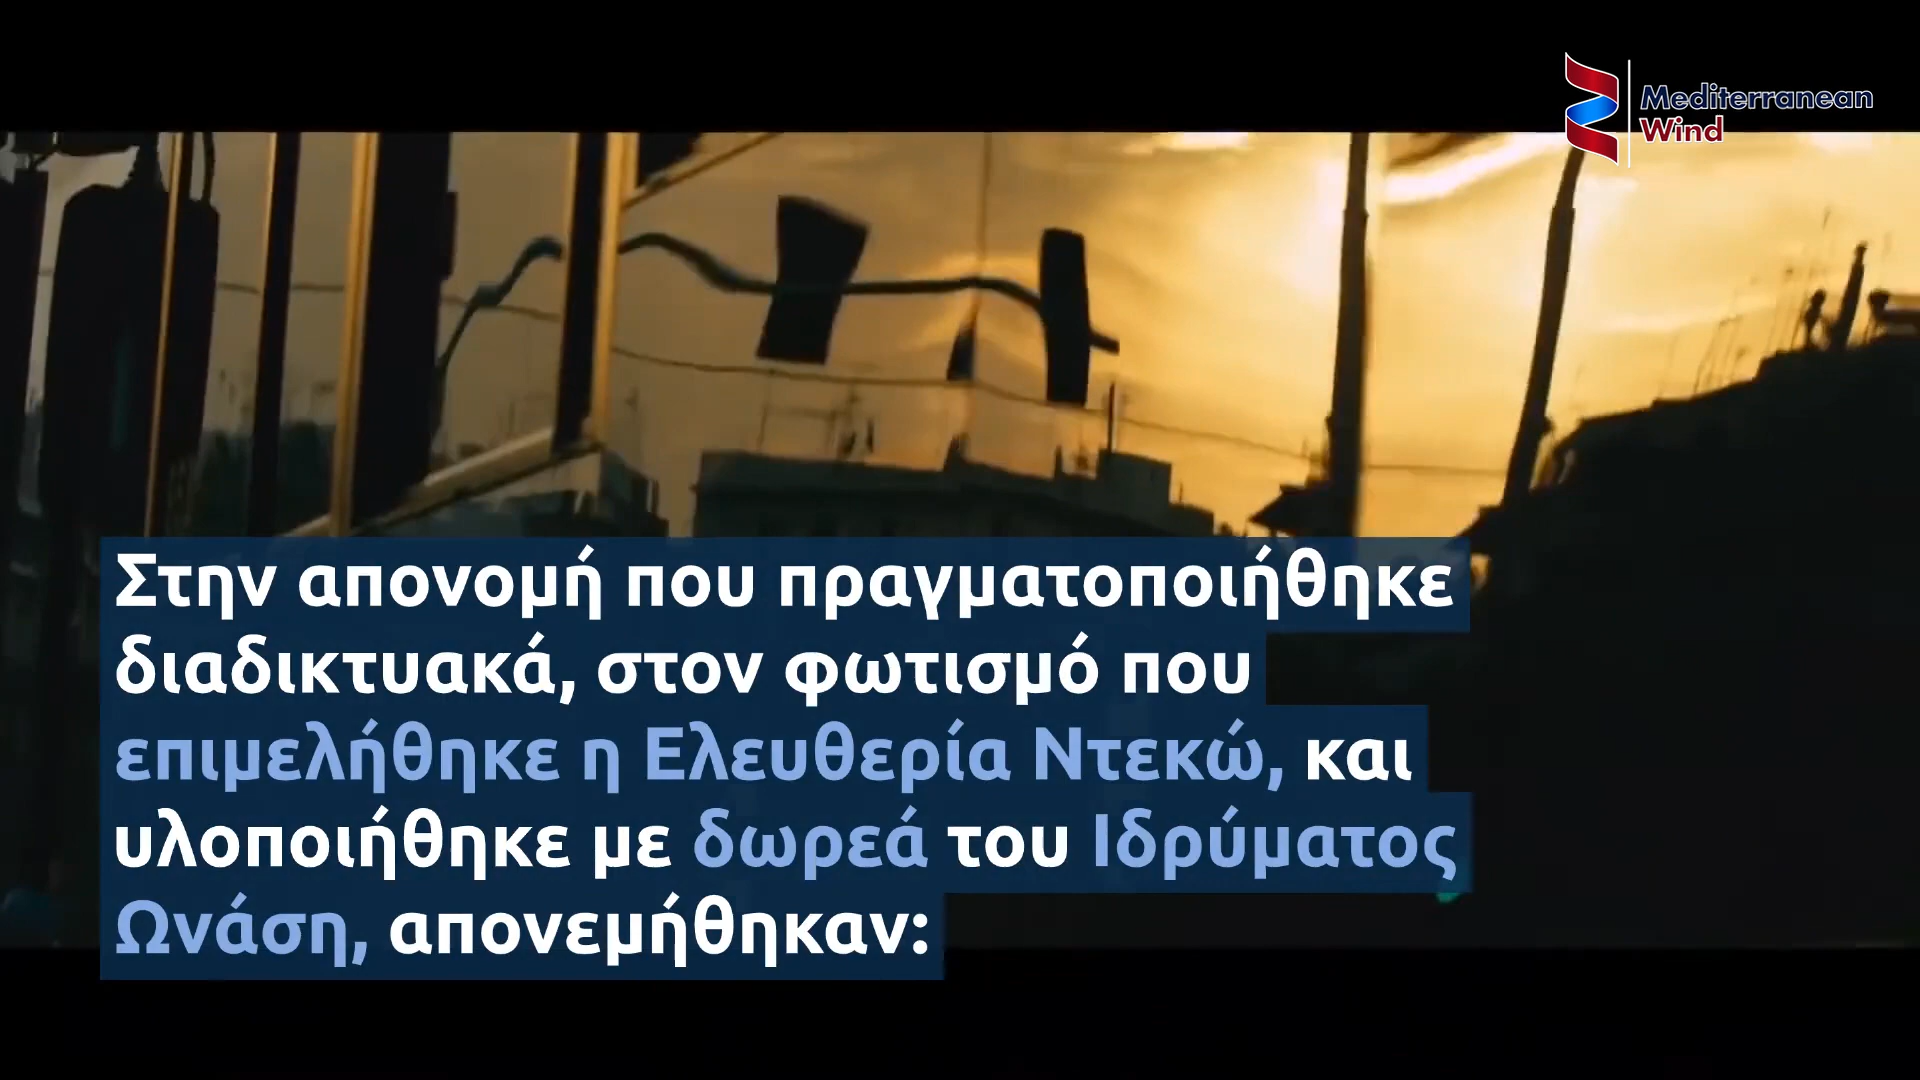 Mediterranean
Wind
Στην απονομή που πραγματοποιήθηκε
διαδικτυακά, στον φωτισμό που
επιμελήθηκε η Ελευθερία Ντεκώ, και
υλοποιήθηκε με δωρεά του Ιδρύματος
Ωνάση, απονεμήθηκαν: